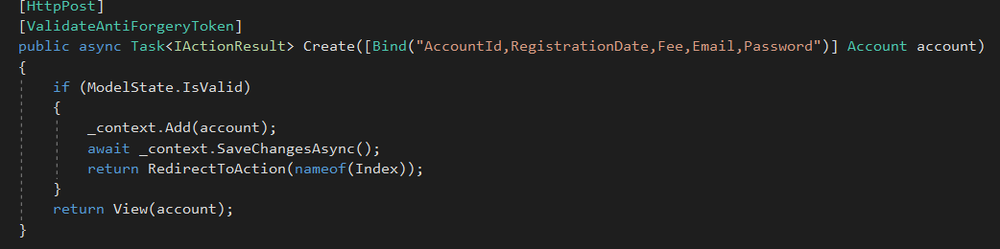 [HttpPost]
[ValidateAntiForgeryToken]
public async Task<IActionResult> Create([Bind("AccountId,RegistrationDate,Fee,Email,Password")] Account account)
{
if (ModelState.IsValid)
{
_context.Add(account);
await _context.SaveChangesAsync();
return RedirectToAction(nameof(Index));
}
return View(account);
}